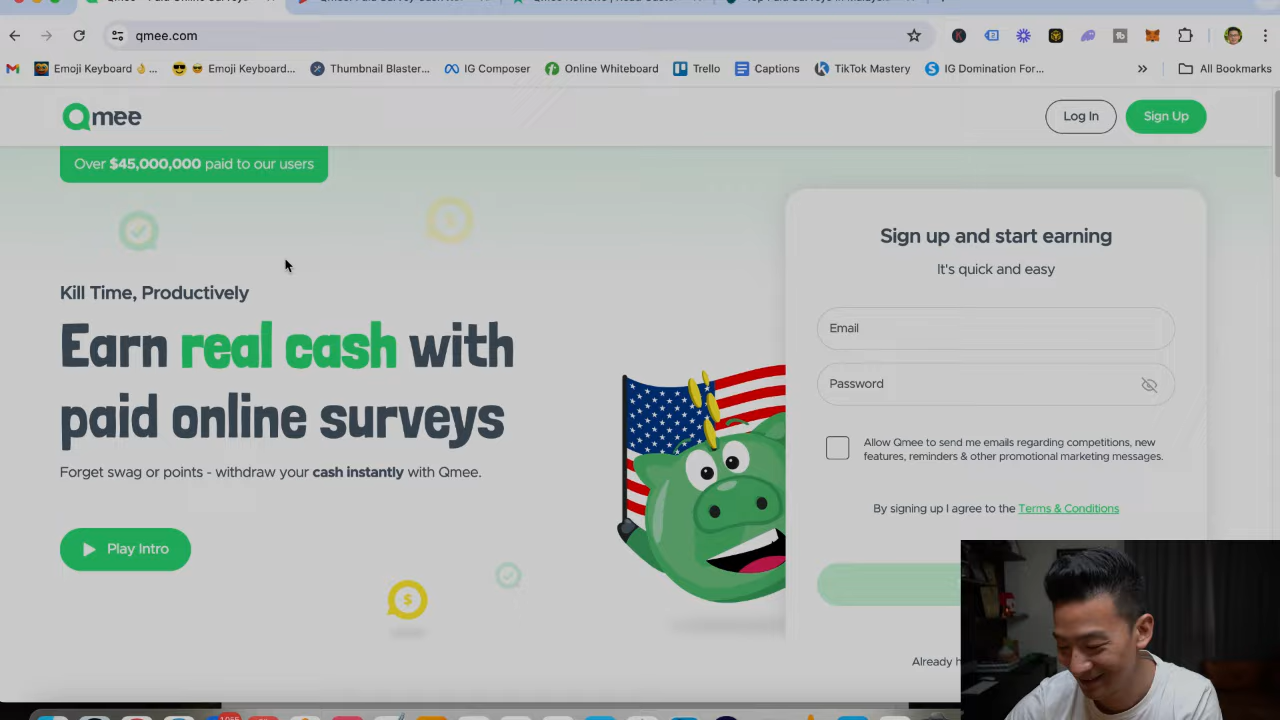 qmee.com
Emoji Keyboard
Emoji Keyboard...
Thumbnail Blaster...
IG Composer
Online Whiteboard
Trello
Captions
TikTok Mastery
IG Domination For...
»
All Bookmarks
Qmee
Log In
Sign Up
Over $45,000,000 paid to our users
Kill Time, Productively
Earn real cash with
paid online surveys
Forget swag or points - withdraw your cash instantly with Qmee.
Play Intro
Sign up and start earning
It's quick and easy
Email
Password
Allow Qmee to send me emails regarding competitions, new
features, reminders & other promotional marketing messages.
By signing up I agree to the Terms & Conditions
Already